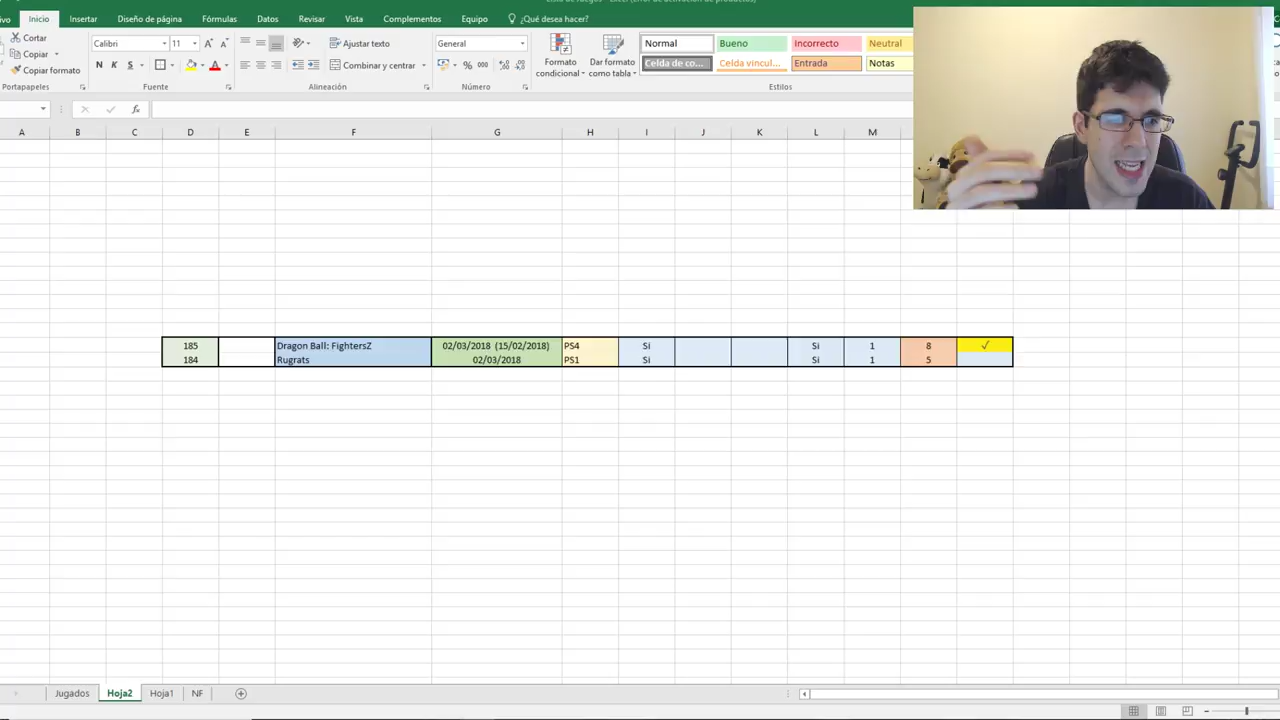 Inicio Insertar Diseño de página Fórmulas Datos Revisar Vista Complementos Equipo ¿Qué desea hacer?
Cortar
Copiar
Copiar formato
Portapapeles
Calibri 11
N K S
Fuente
Ajustar texto
Combinar y centrar
Alineación
General
% 000
Número
Formato condicional
Dar formato como tabla
Normal Bueno Incorrecto Neutral
Celda de co... Celda vincul... Entrada Notas
Estilos
fx
A B C D E F G H I J K L M
185 Dragon Ball: FightersZ 02/03/2018 (15/02/2018) PS4 Si Si 1 8 ✓
184 Rugrats 02/03/2018 PS1 Si Si 1 5
Jugados Hoja2 Hoja1 NF